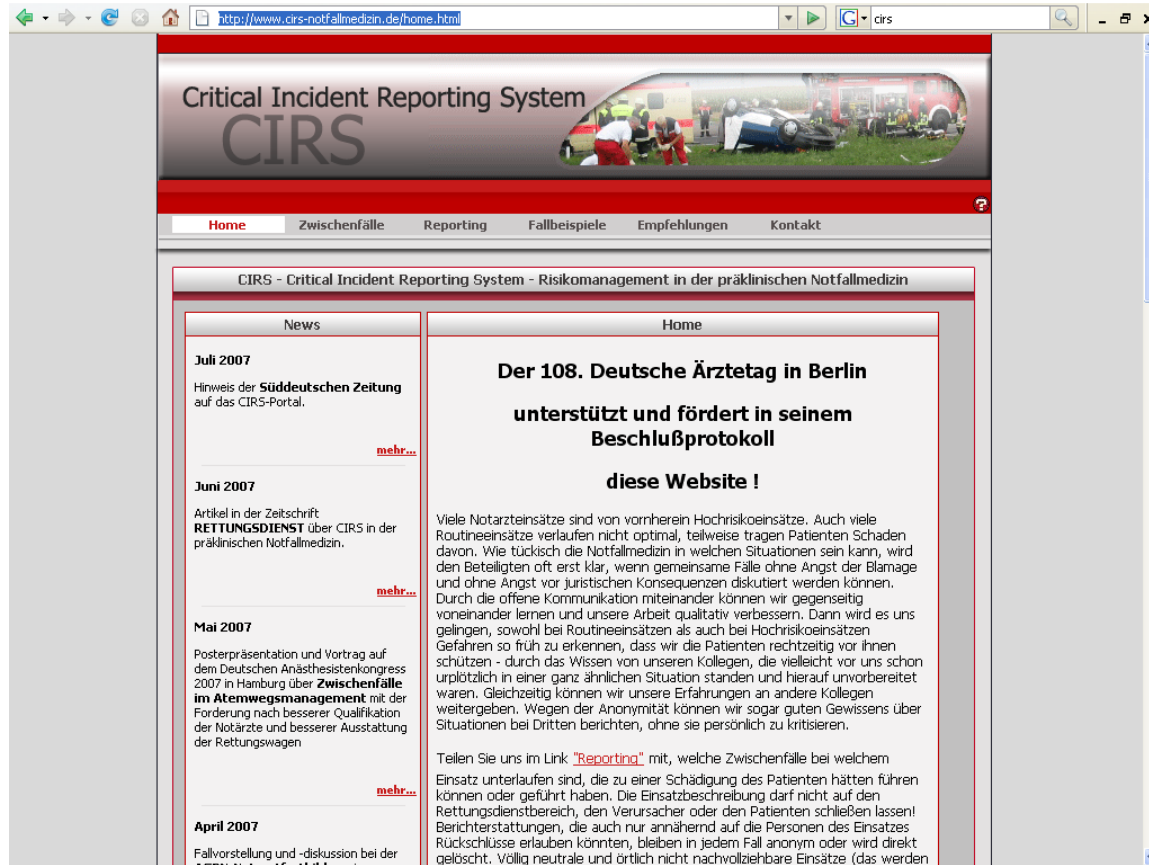 http://www.cirs-notfallmedizin.de/home.html
cirs
Critical Incident Reporting System
CIRS
Home Zwischenfälle Reporting Fallbeispiele Empfehlungen Kontakt
CIRS - Critical Incident Reporting System - Risikomanagement in der präklinischen Notfallmedizin
News
Juli 2007
Hinweis der Süddeutschen Zeitung
auf das CIRS-Portal.
mehr...
Juni 2007
Artikel in der Zeitschrift
RETTUNGSDIENST über CIRS in der
präklinischen Notfallmedizin.
mehr...
Mai 2007
Posterpräsentation und Vortrag auf
dem Deutschen Anästhesistenkongress
2007 in Hamburg über Zwischenfälle
im Atemwegsmanagement mit der
Forderung nach besserer Qualifikation
der Notärzte und besserer Ausstattung
der Rettungswagen
mehr...
April 2007
Fallvorstellung und -diskussion bei der
Home
Der 108. Deutsche Ärztetag in Berlin
unterstützt und fördert in seinem
Beschlußprotokoll
diese Website !
Viele Notarzteinsätze sind von vornherein Hochrisikoeinsätze. Auch viele
Routineeinsätze verlaufen nicht optimal, teilweise tragen Patienten Schaden
davon. Wie tückisch die Notfallmedizin in welchen Situationen sein kann, wird
den Beteiligten oft erst klar, wenn gemeinsame Fälle ohne Angst der Blamage
und ohne Angst vor juristischen Konsequenzen diskutiert werden können.
Durch die offene Kommunikation miteinander können wir gegenseitig
voneinander lernen und unsere Arbeit qualitativ verbessern. Dann wird es uns
gelingen, sowohl bei Routineeinsätzen als auch bei Hochrisikoeinsätzen
Gefahren so früh zu erkennen, dass wir die Patienten rechtzeitig vor ihnen
schützen - durch das Wissen von unseren Kollegen, die vielleicht vor uns schon
urplötzlich in einer ganz ähnlichen Situation standen und hierauf unvorbereitet
waren. Gleichzeitig können wir unsere Erfahrungen an andere Kollegen
weitergeben. Wegen der Anonymität können wir sogar guten Gewissens über
Situationen bei Dritten berichten, ohne sie persönlich zu kritisieren.
Teilen Sie uns im Link "Reporting" mit, welche Zwischenfälle bei welchem
Einsatz unterlaufen sind, die zu einer Schädigung des Patienten hätten führen
können oder geführt haben. Die Einsatzbeschreibung darf nicht auf den
Rettungsdienstbereich, den Verursacher oder den Patienten schließen lassen!
Berichterstattungen, die auch nur annähernd auf die Personen des Einsatzes
Rückschlüsse erlauben könnten, bleiben in jedem Fall anonym oder wird direkt
gelöscht. Völlig neutrale und örtlich nicht nachvollziehbare Einsätze (das werden